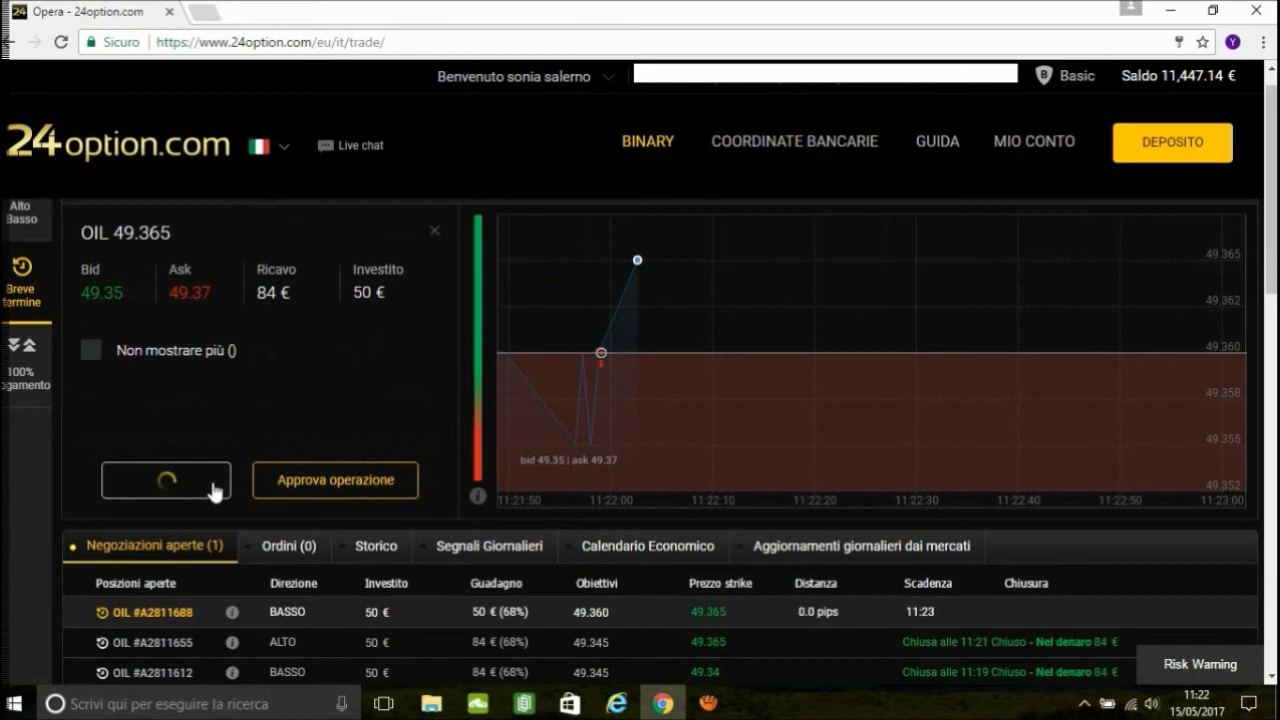 24 Opera - 24option.com
Sicuro https://www.24option.com/eu/it/trade/
Y
Benvenuto sonia salerno
B Basic
Saldo 11,447.14 €
24option.com
Live chat
BINARY COORDINATE BANCARIE GUIDA MIO CONTO DEPOSITO
Alto
Basso
Breve
termine
100%
OIL 49.365
Bid Ask Ricavo Investito
49.35 49.37 84 € 50 €
Non mostrare più ()
Approva operazione
49.365
49.362
49.360
49.358
49.355
49.352
bid 49.35 | ask 49.37
11:21:50 11:22:00 11:22:10 11:22:20 11:22:30 11:22:40 11:22:50 11:23:00
Negoziazioni aperte (1) Ordini (0) Storico Segnali Giornalieri Calendario Economico Aggiornamenti giornalieri dai mercati
Posizioni aperte Direzione Investito Guadagno Obiettivi Prezzo strike Distanza Scadenza Chiusura
OIL #A2811688 BASSO 50 € 50 € (68%) 49.360 49.365 0.0 pips 11:23
OIL #A2811655 ALTO 50 € 84 € (68%) 49.345 49.365 Chiusa alle 11:21 Chiuso - Nel denaro 84 €
OIL #A2811612 BASSO 50 € 84 € (68%) 49.345 49.34 Chiusa alle 11:19 Chiuso - Nel denaro 84 €
Risk Warning
Scrivi qui per eseguire la ricerca
11:22
15/05/2017